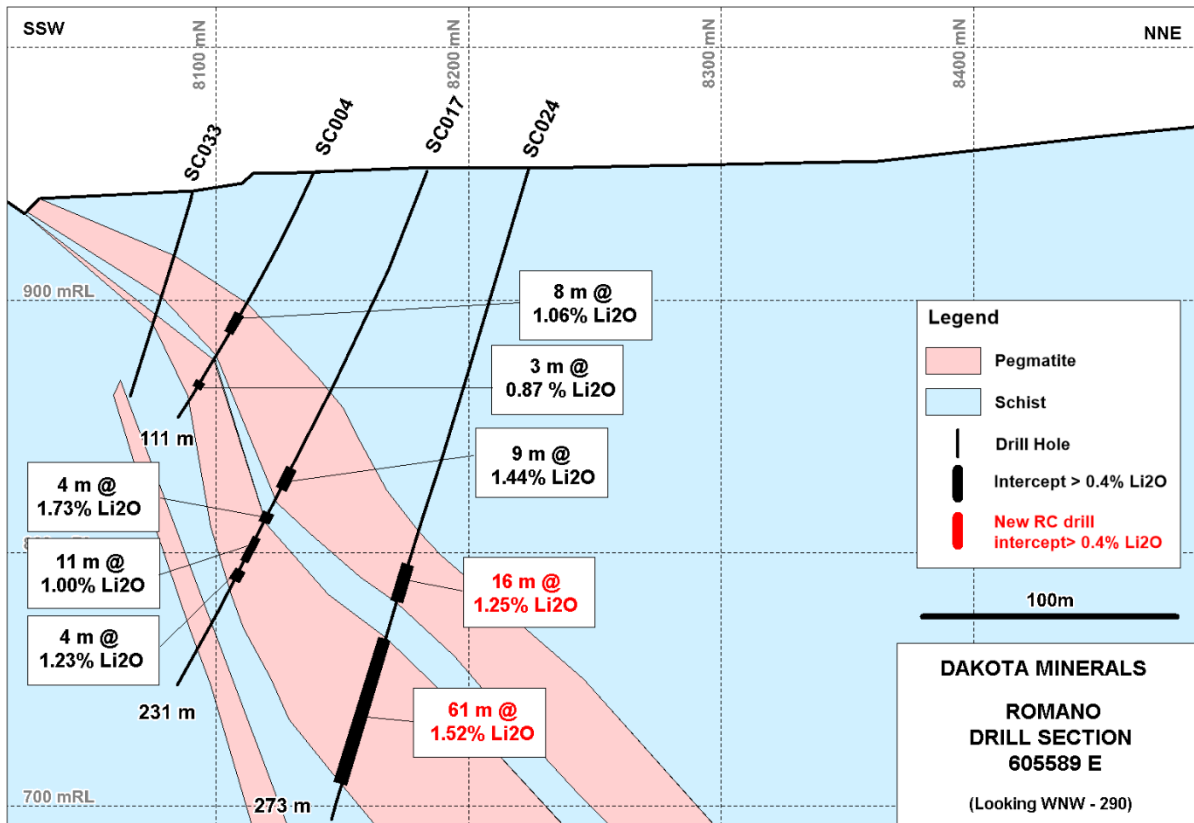 SSW
8100 mN
8200 mN
8300 mN
8400 mN
NNE
SC033
SC004
SC017
SC024
900 mRL
8 m @
1.06% Li2O
3 m @
0.87 % Li2O
111 m
9 m @
1.44% Li2O
4 m @
1.73% Li2O
11 m @
1.00% Li2O
4 m @
1.23% Li2O
16 m @
1.25% Li2O
231 m
61 m @
1.52% Li2O
700 mRL
273 m
Legend
Pegmatite
Schist
Drill Hole
Intercept > 0.4% Li2O
New RC drill
intercept> 0.4% Li2O
100m
DAKOTA MINERALS
ROMANO
DRILL SECTION
605589 E
(Looking WNW - 290)